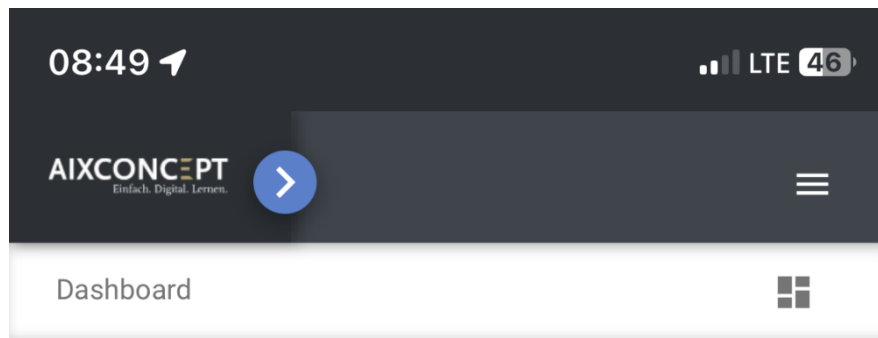 08:49
LTE 46
AIXCONCEPT
Einfach. Digital. Lernen.
Dashboard